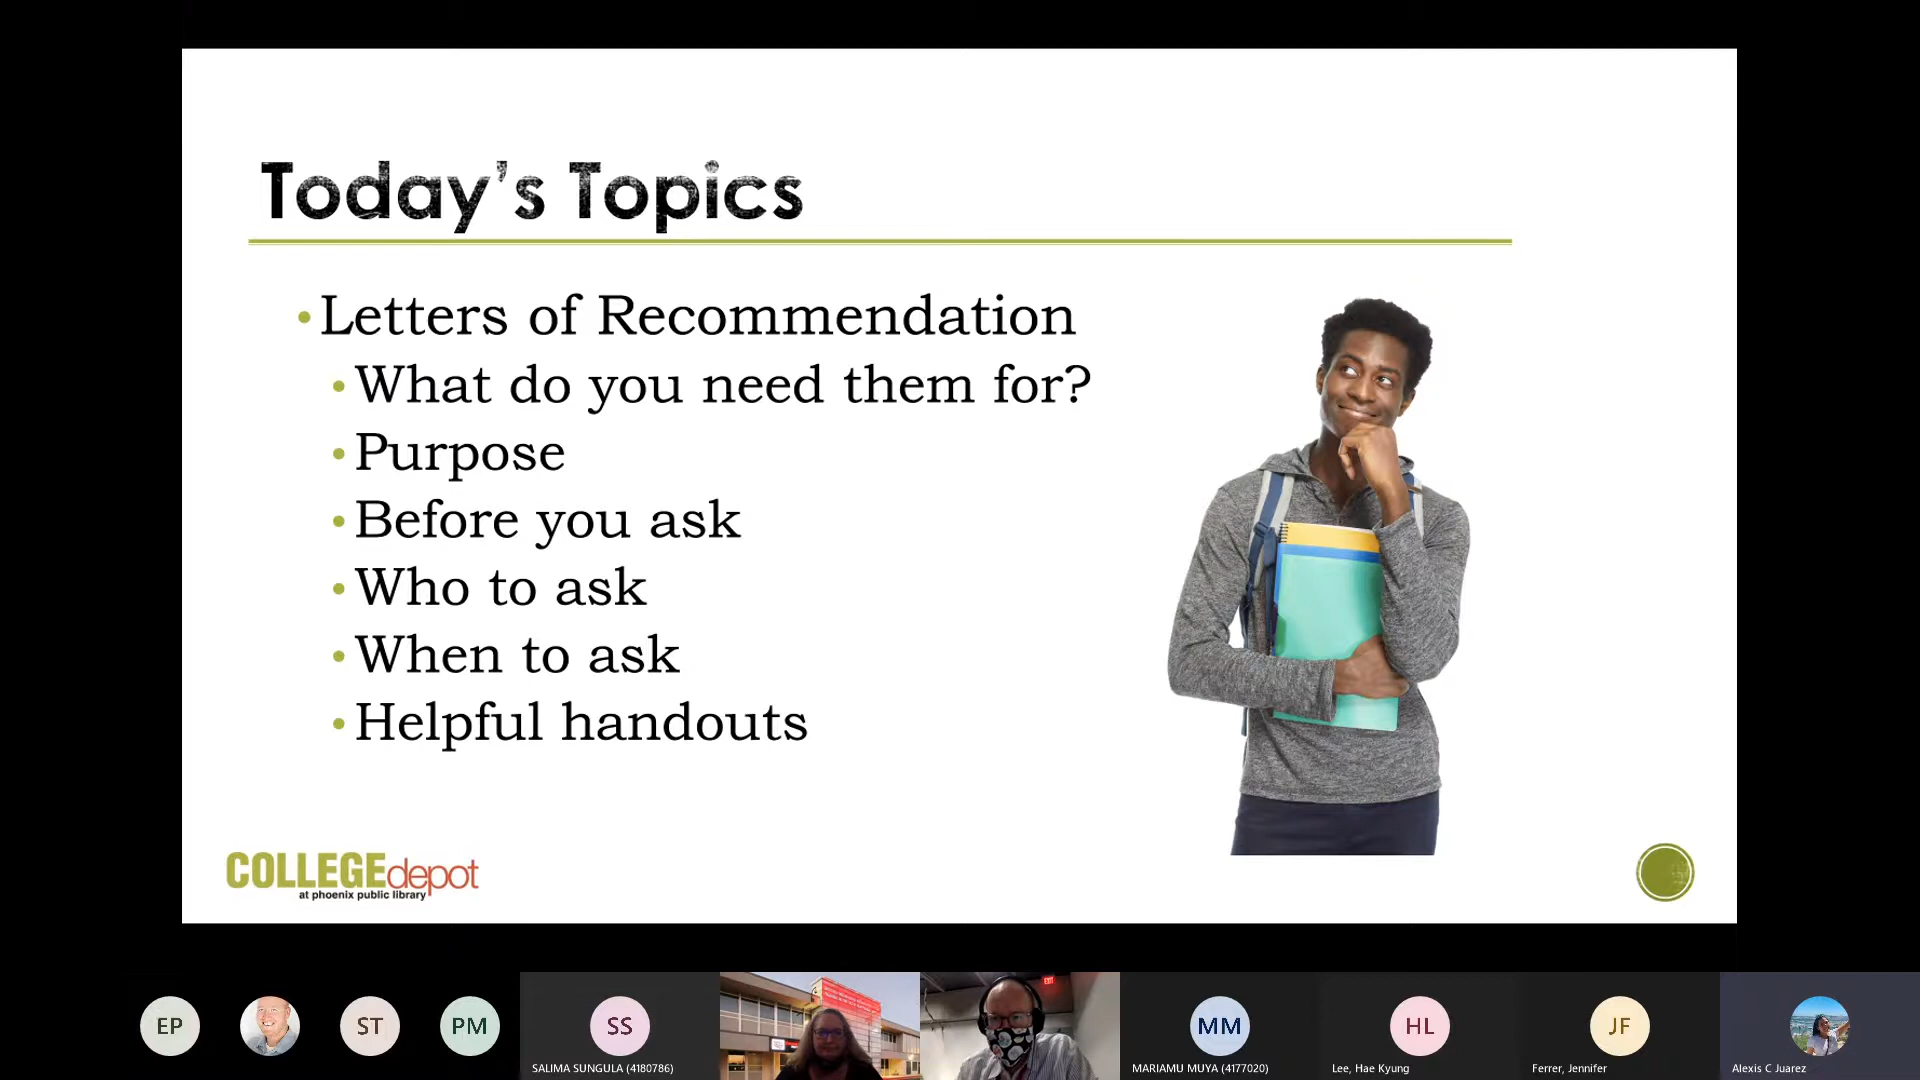 Today's Topics
• Letters of Recommendation
• What do you need them for?
• Purpose
• Before you ask
• Who to ask
• When to ask
• Helpful handouts
COLLEGEdepot
at phoenix public library
EP
ST
PM
SS
MM
HL
JF
SALIMA SUNGULA (4180786)
MARIAMU MUYA (4177020)
Lee, Hae Kyung
Ferrer, Jennifer
Alexis C Juarez
EXIT